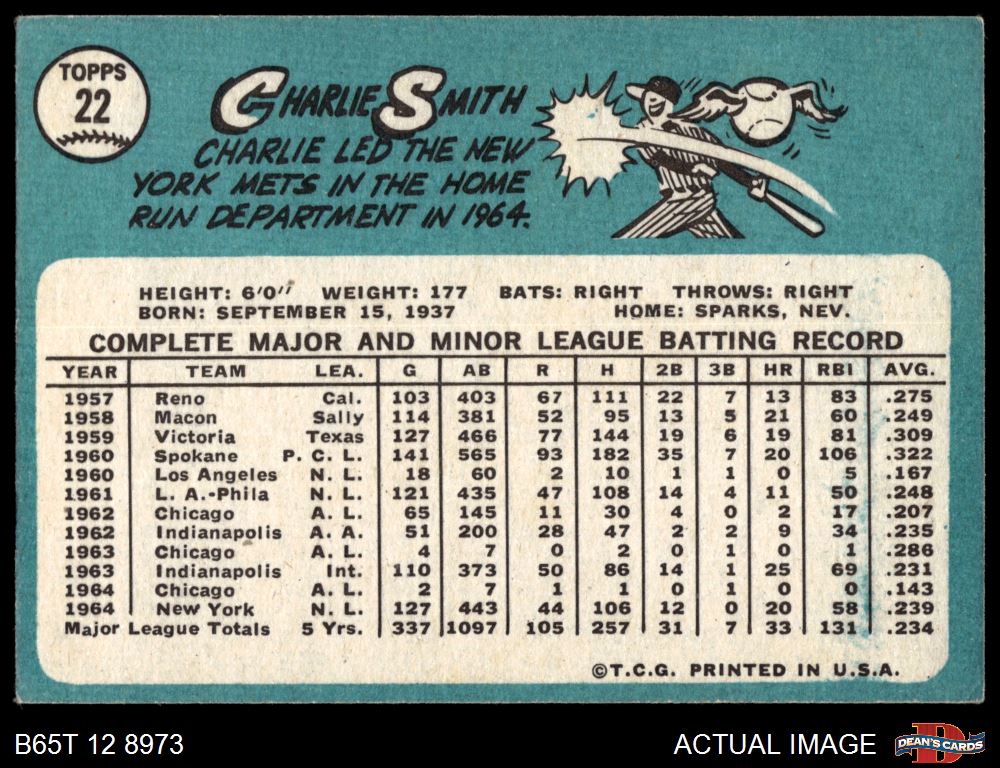 TOPPS
22
CHARLIE SMITH
CHARLIE LED THE NEW
YORK METS IN THE HOME
RUN DEPARTMENT IN 1964.
HEIGHT: 6'0" WEIGHT: 177 BATS: RIGHT THROWS: RIGHT
BORN: SEPTEMBER 15, 1937 HOME: SPARKS, NEV.
COMPLETE MAJOR AND MINOR LEAGUE BATTING RECORD
YEAR TEAM LEA. G AB R H 2B 3B HR RBI AVG.
1957 Reno Cal. 103 403 67 111 22 7 13 83 .275
1958 Macon Sally 114 381 52 95 13 5 21 60 .249
1959 Victoria Texas 127 466 77 144 19 6 19 81 .309
1960 Spokane P. C. L. 141 565 93 182 35 7 20 106 .322
1960 Los Angeles N. L. 18 60 2 10 1 1 0 5 .167
1961 L. A.-Phila N. L. 121 435 47 108 14 4 11 50 .248
1962 Chicago A. L. 65 145 11 30 4 0 2 17 .207
1962 Indianapolis A. A. 51 200 28 47 2 2 9 34 .235
1963 Chicago A. L. 4 7 0 2 0 1 0 1 .286
1963 Indianapolis Int. 110 373 50 86 14 1 25 69 .231
1964 Chicago A. L. 2 7 1 1 0 1 0 0 .143
1964 New York N. L. 127 443 44 106 12 0 20 58 .239
Major League Totals 5 Yrs. 337 1097 105 257 31 7 33 131 .234
©T.C.G. PRINTED IN U.S.A.
B65T 12 8973 ACTUAL IMAGE D DEAN'S CARDS